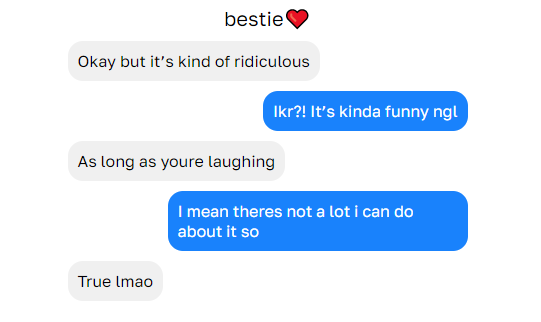 bestie❤️
Okay but it’s kind of ridiculous
Ikr?! It’s kinda funny ngl
As long as youre laughing
I mean theres not a lot i can do
about it so
True lmao